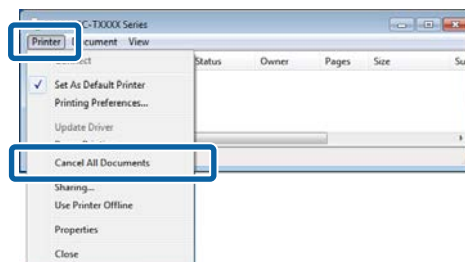 C-TXXXX Series
Printer Document View
Status Owner Pages Size Su
Set As Default Printer
Printing Preferences...
Update Driver
Cancel All Documents
Sharing...
Use Printer Offline
Properties
Close